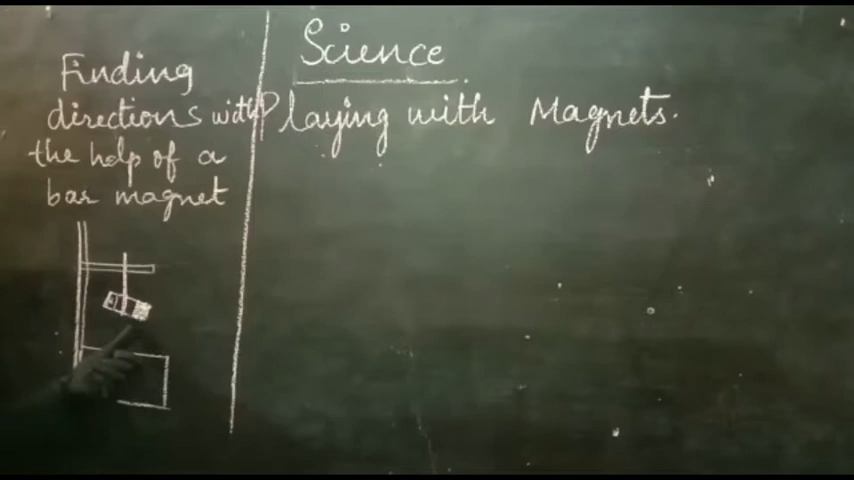 Science
Playing with Magnets.
Finding
directions with
the help of a
bar magnet